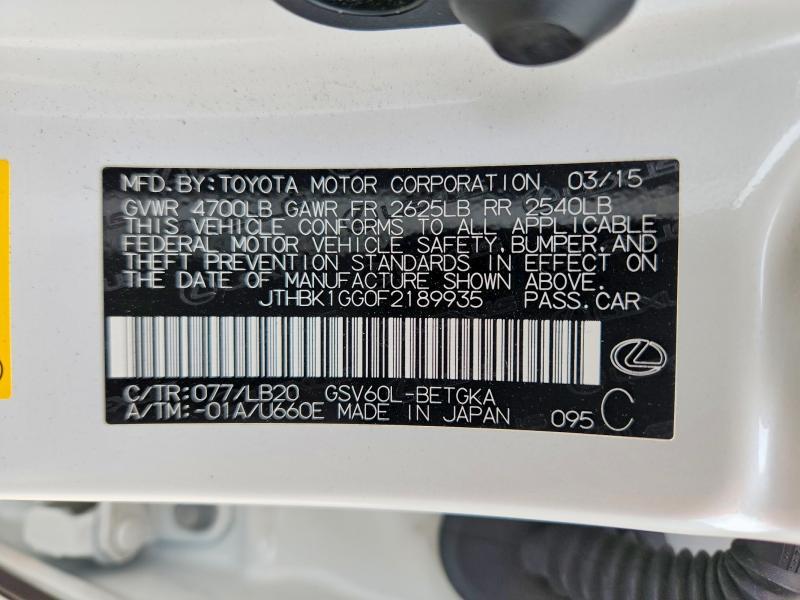 MFD. BY: TOYOTA MOTOR CORPORATION 03/15
GVWR 4700LB GAWR FR 2625LB RR 2540LB
THIS VEHICLE CONFORMS TO ALL APPLICABLE
FEDERAL MOTOR VEHICLE SAFETY, BUMPER, AND
THEFT PREVENTION STANDARDS IN EFFECT ON
THE DATE OF MANUFACTURE SHOWN ABOVE.
JTHBK1GG0F2189935 PASS. CAR
C/TR: 077/LB20 GSV60L-BETGKA
A/TM: -01A/U660E MADE IN JAPAN 095 C